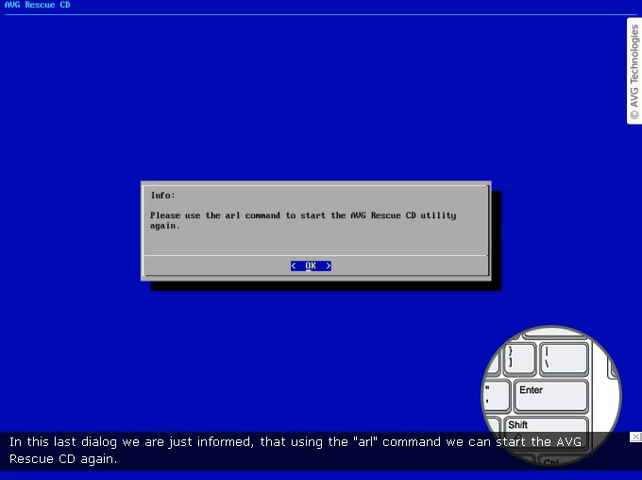 AVG Rescue CD
© AVG Technologies
Info:
Please use the arl command to start the AVG Rescue CD utility
again.
< OK >
} |
] \
" Enter
,
Shift
In this last dialog we are just informed, that using the "arl" command we can start the AVG
Rescue CD again.